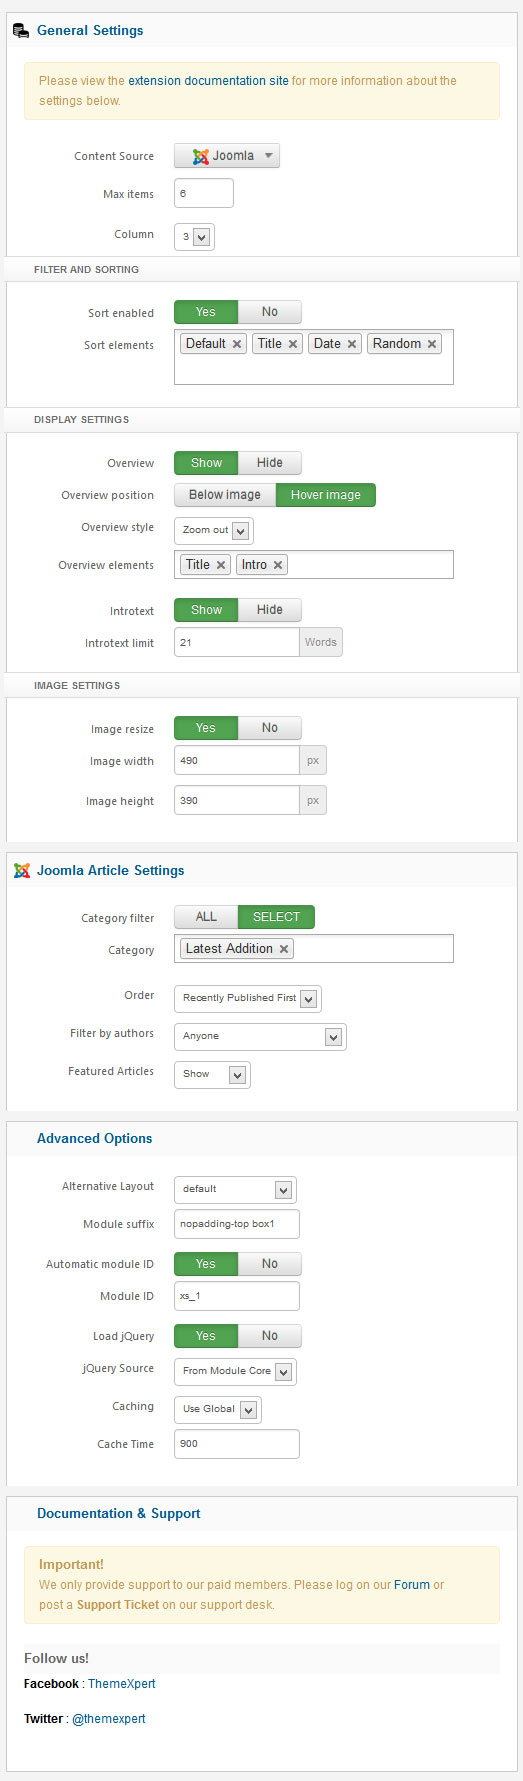 General Settings
Please view the extension documentation site for more information about the
settings below.
Content Source Joomla
Max items 6
Column 3
FILTER AND SORTING
Sort enabled Yes No
Sort elements Default × Title × Date × Random ×
DISPLAY SETTINGS
Overview Show Hide
Overview position Below image Hover image
Overview style Zoom out
Overview elements Title × Intro ×
Introtext Show Hide
Introtext limit 21 Words
IMAGE SETTINGS
Image resize Yes No
Image width 490 px
Image height 390 px
Joomla Article Settings
Category filter ALL SELECT
Category Latest Addition ×
Order Recently Published First
Filter by authors Anyone
Featured Articles Show
Advanced Options
Alternative Layout default
Module suffix nopadding-top box1
Automatic module ID Yes No
Module ID xs_1
Load jQuery Yes No
jQuery Source From Module Core
Caching Use Global
Cache Time 900
Documentation & Support
Important!
We only provide support to our paid members. Please log on our Forum or
post a Support Ticket on our support desk.
Follow us!
Facebook : ThemeXpert
Twitter : @themexpert